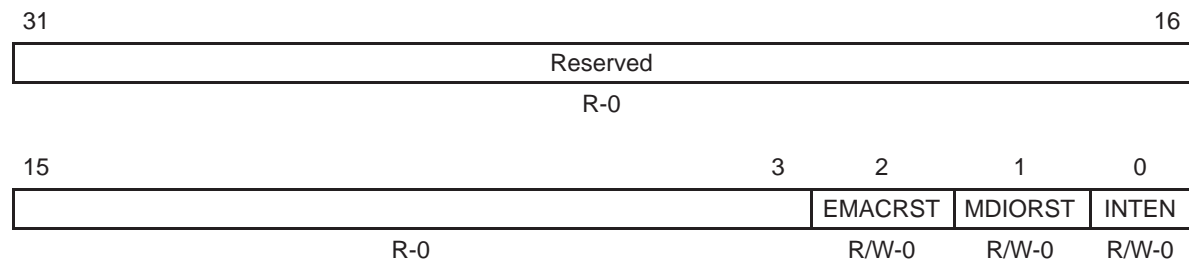 31 16
Reserved
R-0
15 3 2 1 0
EMACRST MDIORST INTEN
R-0 R/W-0 R/W-0 R/W-0